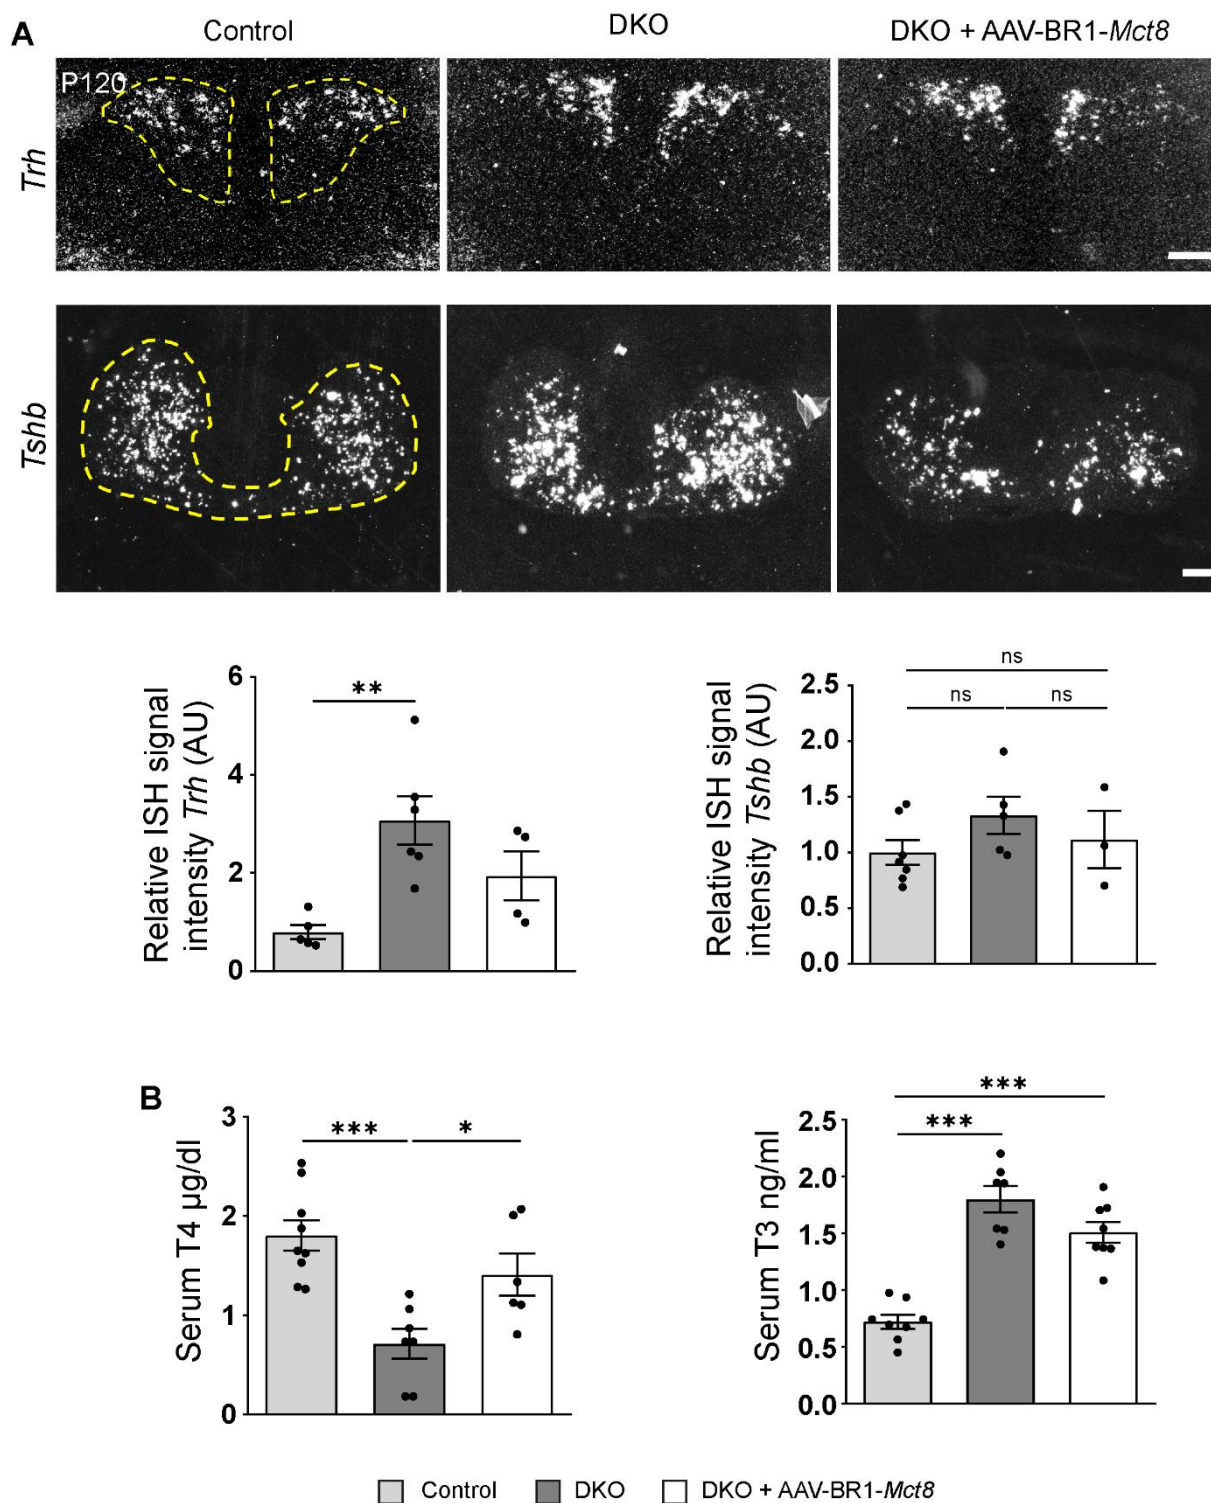 A
Control
DKO
DKO + AAV-BR1-Mct8
P120
Trh
Tshb
Relative ISH signal
intensity Trh (AU)
6
4
2
0
**
Relative ISH signal
intensity Tshb (AU)
2.5
2.0
1.5
1.0
0.5
0.0
ns
ns
ns
B
Serum T4 µg/dl
3
2
1
0
***
*
Serum T3 ng/ml
2.5
2.0
1.5
1.0
0.5
0.0
***
***
Control
DKO
DKO + AAV-BR1-Mct8